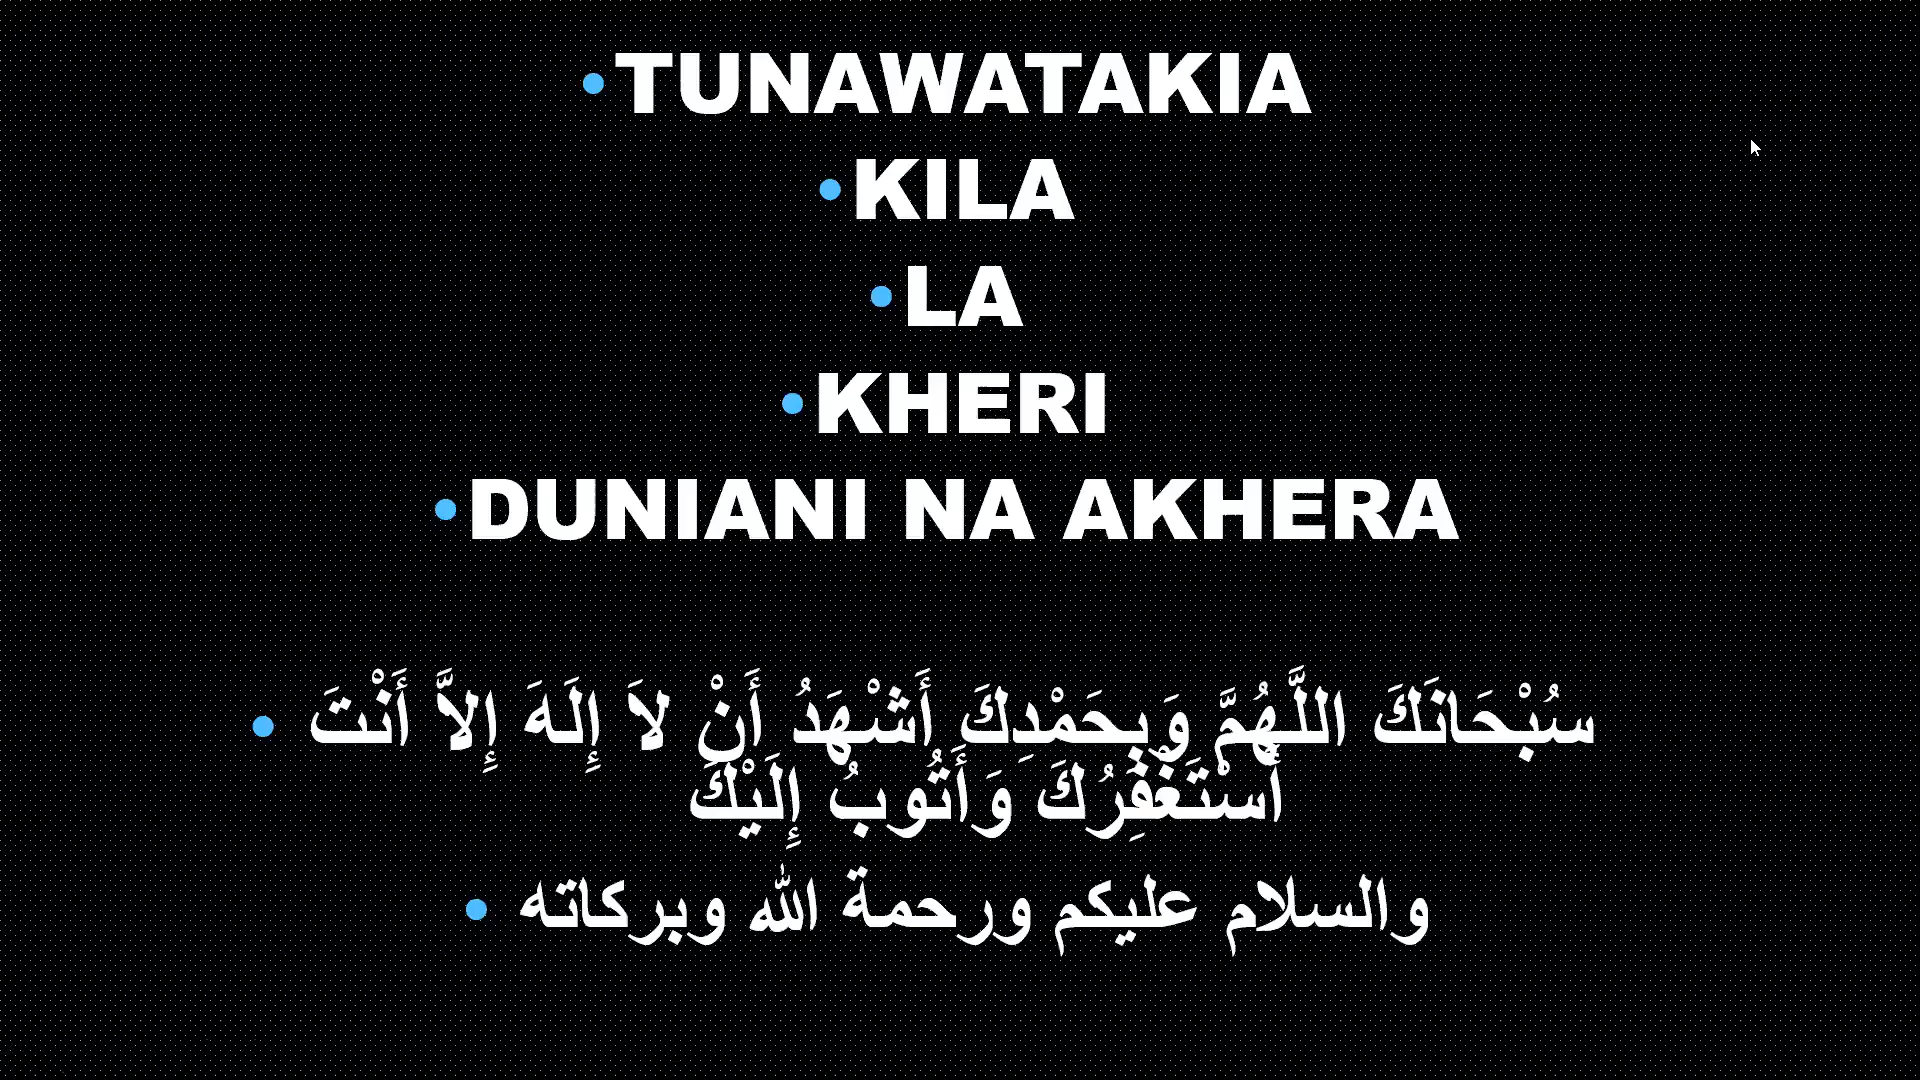 • TUNAWATAKIA
• KILA
• LA
• KHERI
• DUNIANI NA AKHERA
• سُبْحَانَكَ اللَّهُمَّ وَبِحَمْدِكَ أَشْهَدُ أَنْ لاَ إِلَهَ إِلاَّ أَنْتَ
أَسْتَغْفِرُكَ وَأَتُوبُ إِلَيْكَ
• والسلام عليكم ورحمة الله وبركاته